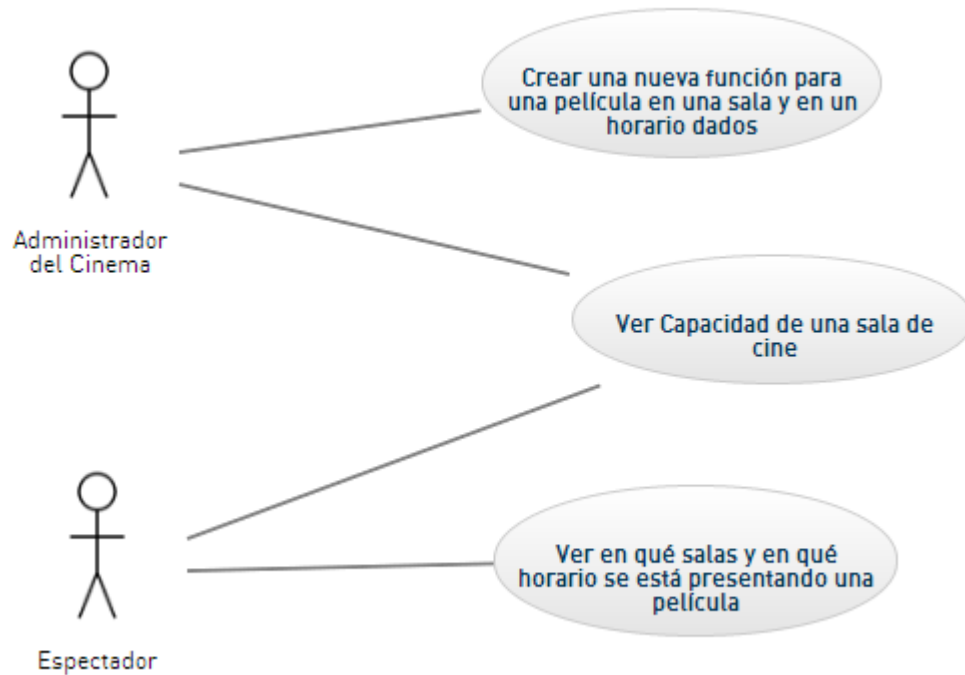 Crear una nueva función para
una película en una sala y en un
horario dados
Administrador
del Cinema
Ver Capacidad de una sala de
cine
Ver en qué salas y en qué
horario se está presentando una
película
Espectador